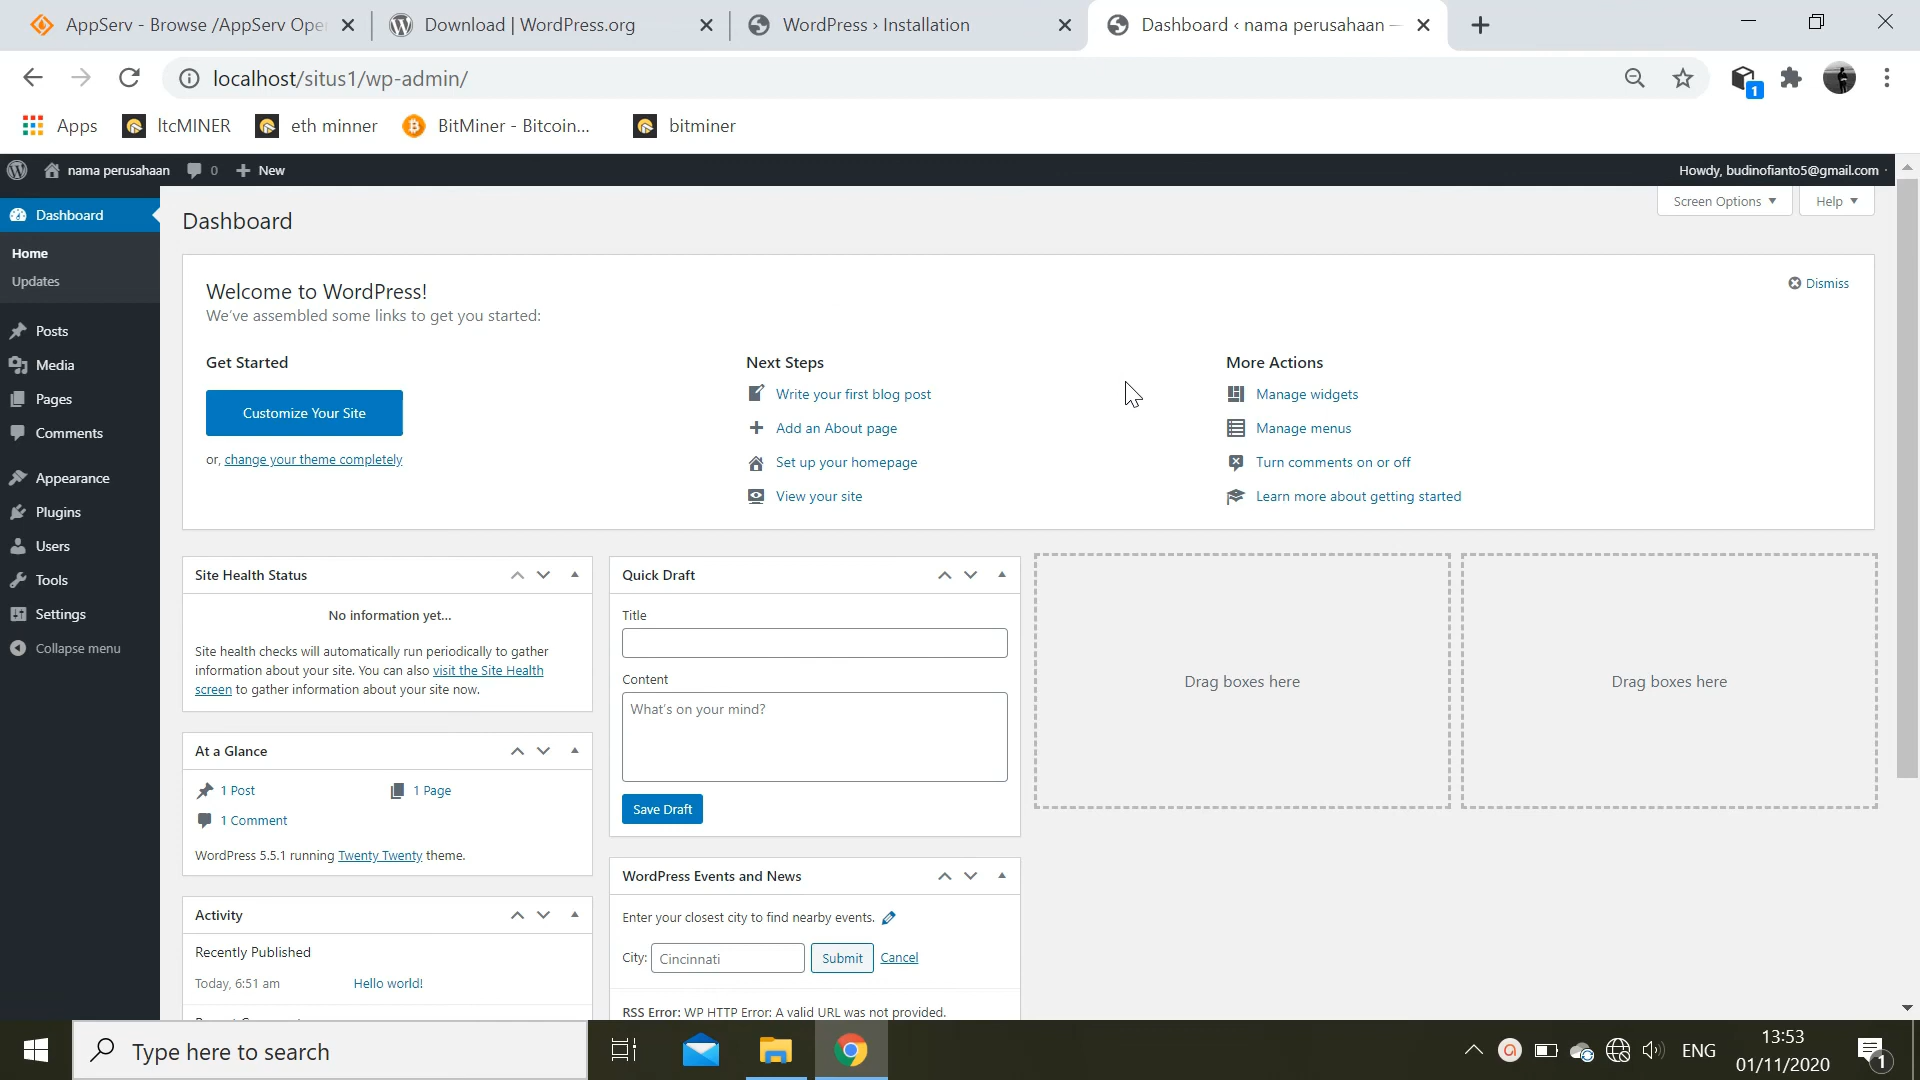 AppServ - Browse /AppServ Ope
Download | WordPress.org
WordPress › Installation
Dashboard ‹ nama perusahaan —
localhost/situs1/wp-admin/
1
Apps
ltcMINER
eth minner
BitMiner - Bitcoin...
bitminer
nama perusahaan
0
New
Howdy, budinofianto5@gmail.com
Dashboard
Home
Updates
Posts
Media
Pages
Comments
Appearance
Plugins
Users
Tools
Settings
Collapse menu
Dashboard
Screen Options
Help
Welcome to WordPress!
We've assembled some links to get you started:
Dismiss
Get Started
Customize Your Site
or, change your theme completely
Next Steps
Write your first blog post
Add an About page
Set up your homepage
View your site
More Actions
Manage widgets
Manage menus
Turn comments on or off
Learn more about getting started
Site Health Status
No information yet...
Site health checks will automatically run periodically to gather
information about your site. You can also visit the Site Health
screen to gather information about your site now.
At a Glance
1 Post
1 Page
1 Comment
WordPress 5.5.1 running Twenty Twenty theme.
Activity
Recently Published
Today, 6:51 am
Hello world!
Quick Draft
Title
Content
What's on your mind?
Save Draft
WordPress Events and News
Enter your closest city to find nearby events.
City:
Cincinnati
Submit
Cancel
RSS Error: WP HTTP Error: A valid URL was not provided.
Drag boxes here
Drag boxes here
Type here to search
ENG
13:53
01/11/2020
1